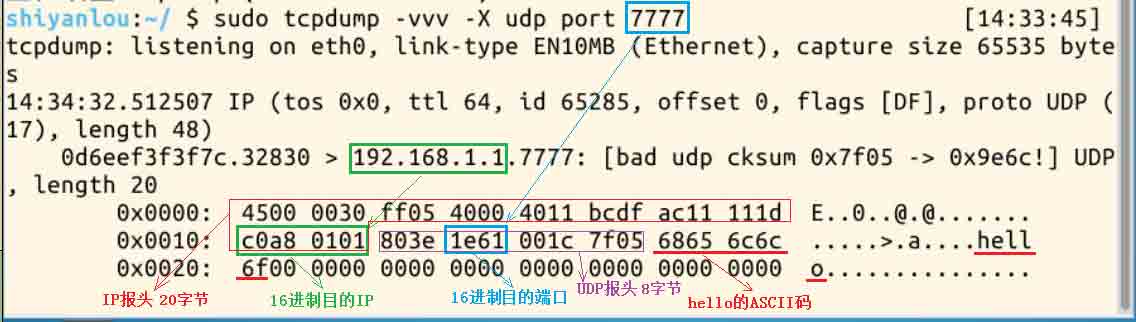 shiyanlou:~/ $ sudo tcpdump -vvv -X udp port 7777 [14:33:45]
tcpdump: listening on eth0, link-type EN10MB (Ethernet), capture size 65535 byte
s
14:34:32.512507 IP (tos 0x0, ttl 64, id 65285, offset 0, flags [DF], proto UDP (
17), length 48)
0d6eef3f3f7c.32830 > 192.168.1.1.7777: [bad udp cksum 0x7f05 -> 0x9e6c!] UDP
, length 20
0x0000: 4500 0030 ff05 4000 4011 bcdf ac11 111d E..0..@.@.......
0x0010: c0a8 0101 803e 1e61 001c 7f05 6865 6c6c .....>.a....hell
0x0020: 6f00 0000 0000 0000 0000 0000 0000 0000 o...............
IP报头 20字节 16进制目的IP 16进制目的端口 UDP报头 8字节 hello的ASCII码